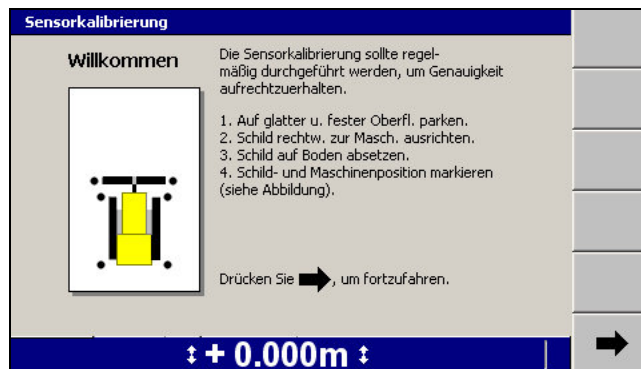 Sensorkalibrierung
Willkommen
Die Sensorkalibrierung sollte regel-
mäßig durchgeführt werden, um Genauigkeit
aufrechtzuerhalten.
1. Auf glatter u. fester Oberfl. parken.
2. Schild rechtw. zur Masch. ausrichten.
3. Schild auf Boden absetzen.
4. Schild- und Maschinenposition markieren
(siehe Abbildung).
Drücken Sie ➡, um fortzufahren.
↕ + 0.000m ↕